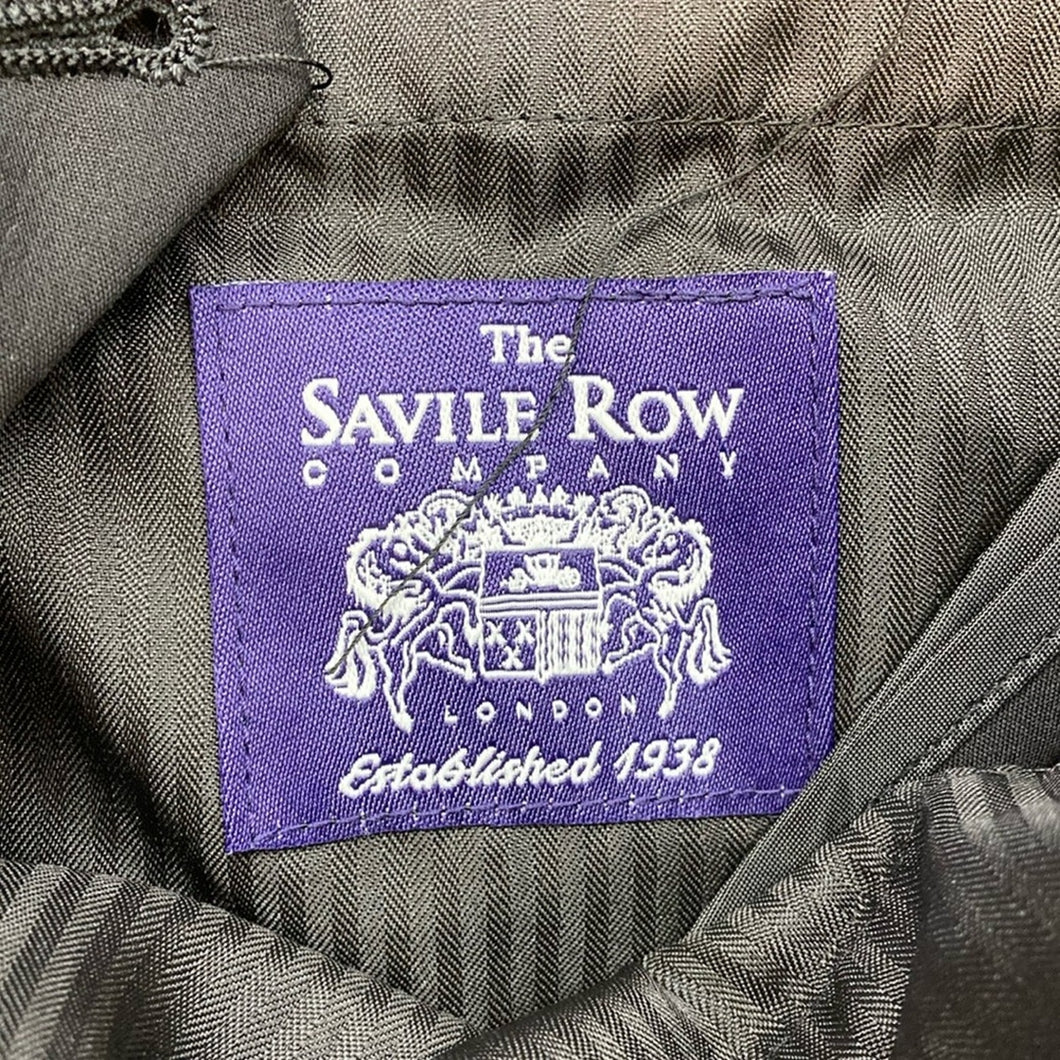 The
SAVILE ROW
COMPANY
LONDON
Established 1938